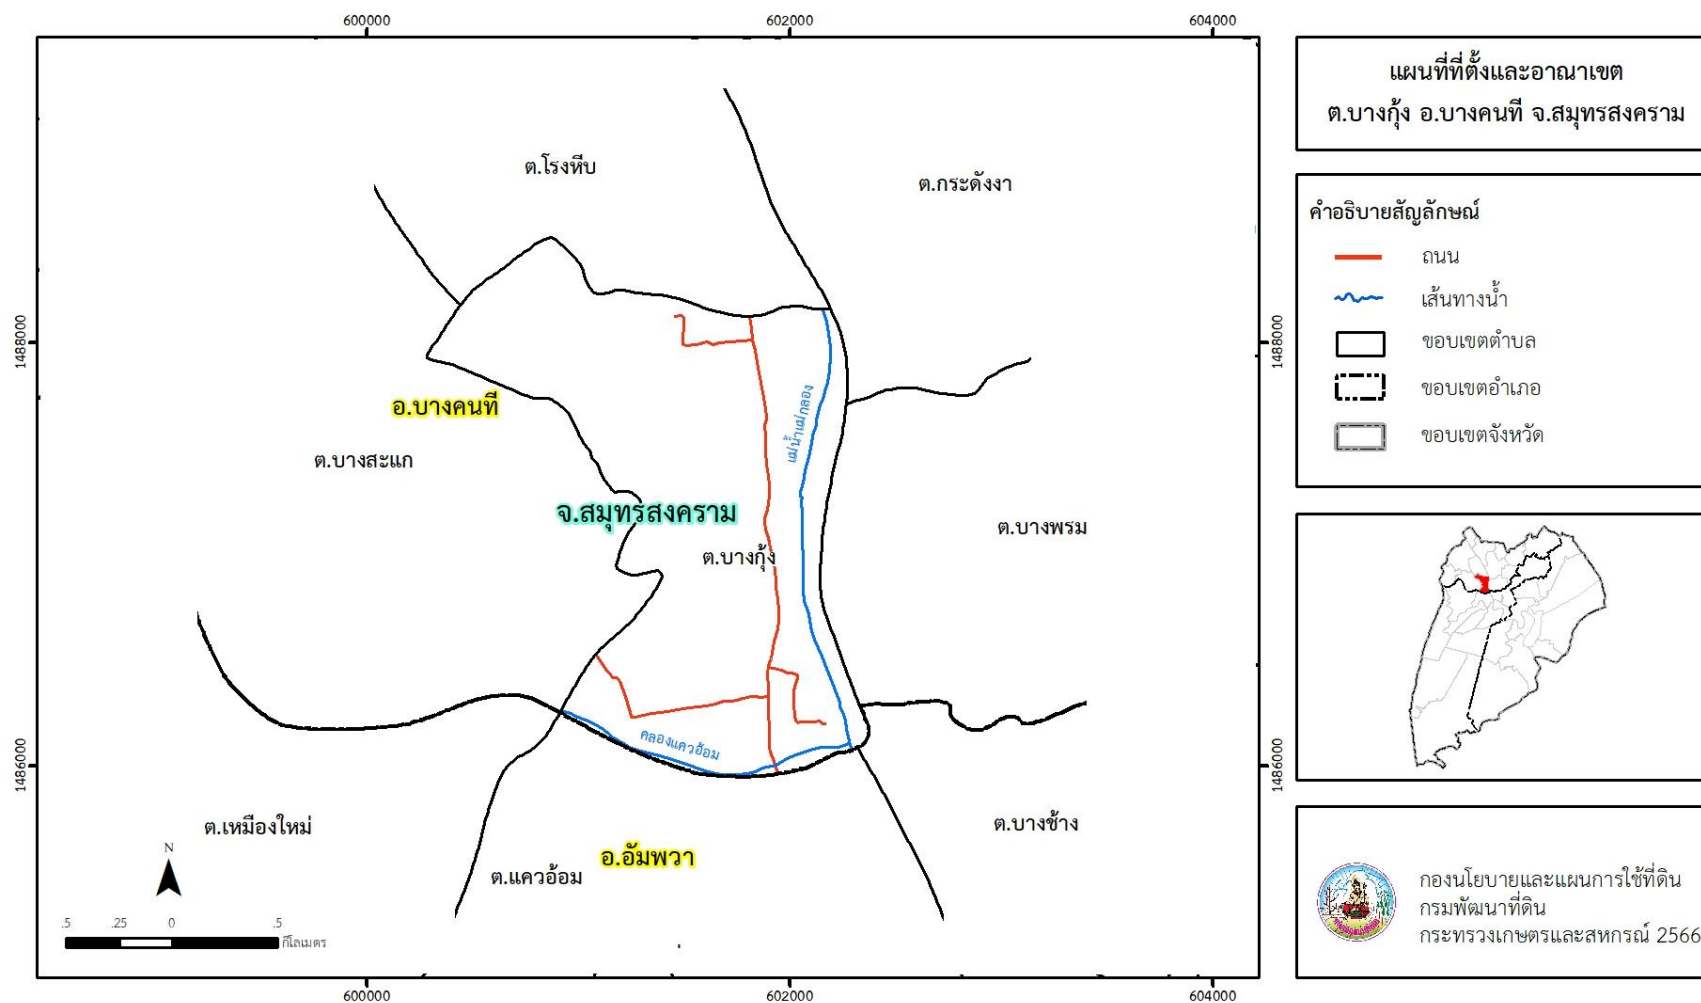 600000
602000
604000
แผนที่ที่ตั้งและอาณาเขต
ต.บางกุ้ง อ.บางคนที จ.สมุทรสงคราม
ต.โรงหีบ
ต.กระดังงา
คำอธิบายสัญลักษณ์
ถนน
เส้นทางน้ำ
ขอบเขตตำบล
ขอบเขตอำเภอ
ขอบเขตจังหวัด
1488000
1488000
อ.บางคนที
แม่น้ำแม่กลอง
ต.บางสะแก
จ.สมุทรสงคราม
ต.บางพรม
ต.บางกุ้ง
คลองแควอ้อม
1486000
1486000
ต.เหมืองใหม่
ต.บางช้าง
อ.อัมพวา
ต.แควอ้อม
N
.5 .25 0 .5
กิโลเมตร
กองนโยบายและแผนการใช้ที่ดิน
กรมพัฒนาที่ดิน
กระทรวงเกษตรและสหกรณ์ 2566
600000
602000
604000